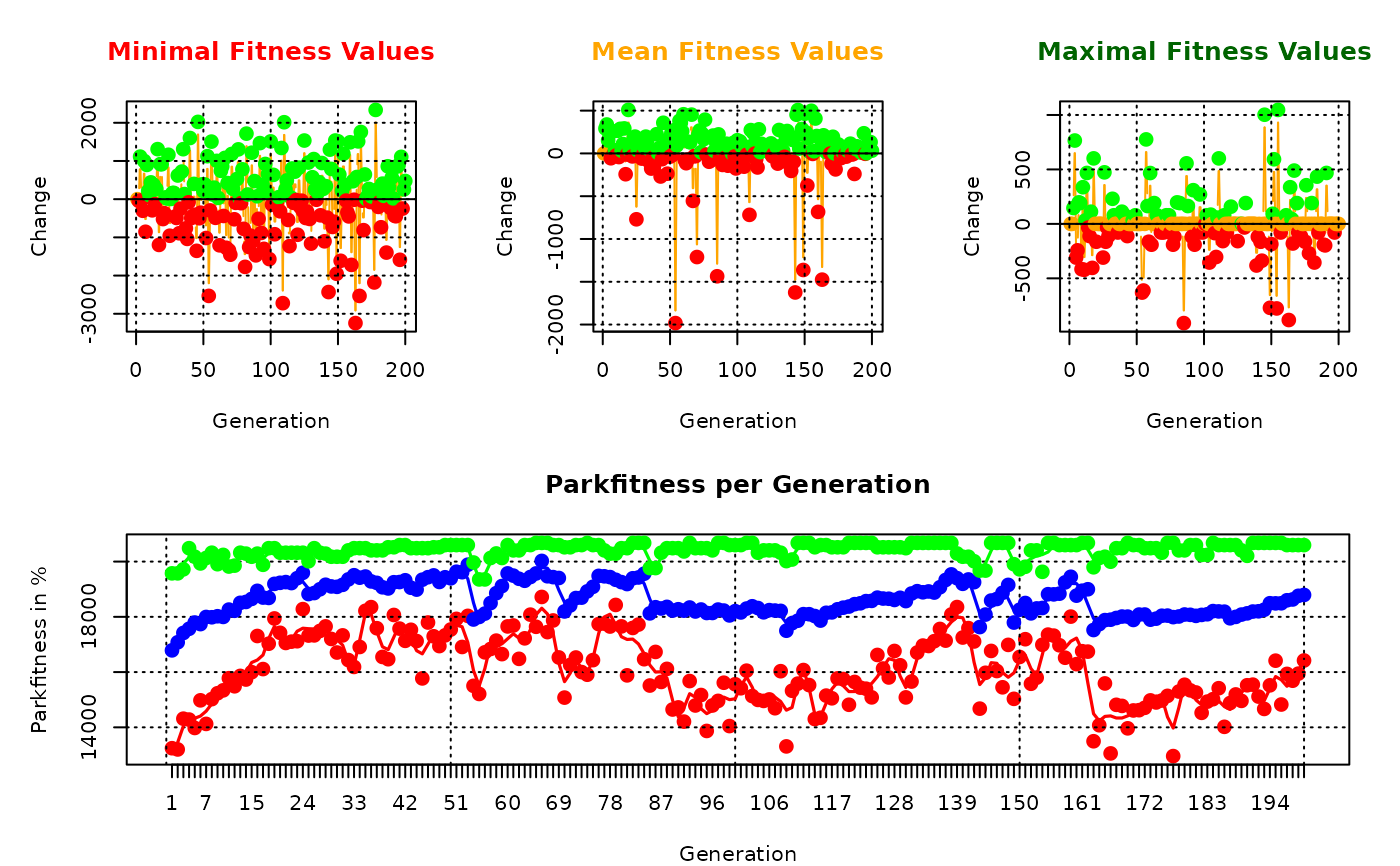 Minimal Fitness Values
Mean Fitness Values
Maximal Fitness Values
Change
2000
0
-3000
0 50 100 150 200
Generation
Change
0
-1000
-2000
0 50 100 150 200
Generation
Change
500
0
-500
0 50 100 150 200
Generation
Parkfitness per Generation
Parkfitness in %
18000
14000
1 7 15 24 33 42 51 60 69 78 87 96 106 117 128 139 150 161 172 183 194
Generation